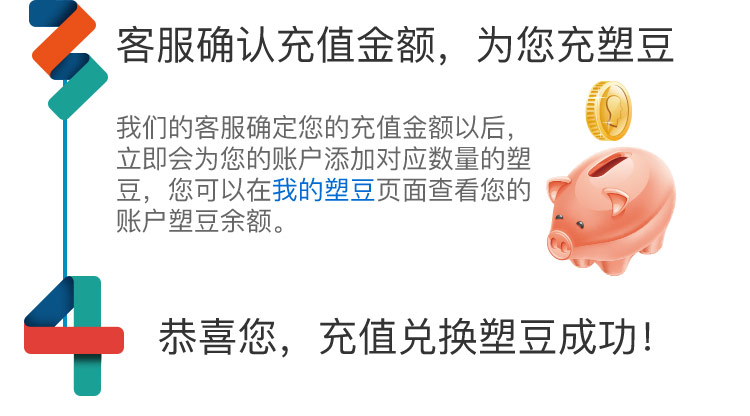 3
客服确认充值金额，为您充塑豆
我们的客服确定您的充值金额以后，
立即会为您的账户添加对应数量的塑
豆，您可以在我的塑豆页面查看您的
账户塑豆余额。
4
恭喜您，充值兑换塑豆成功！